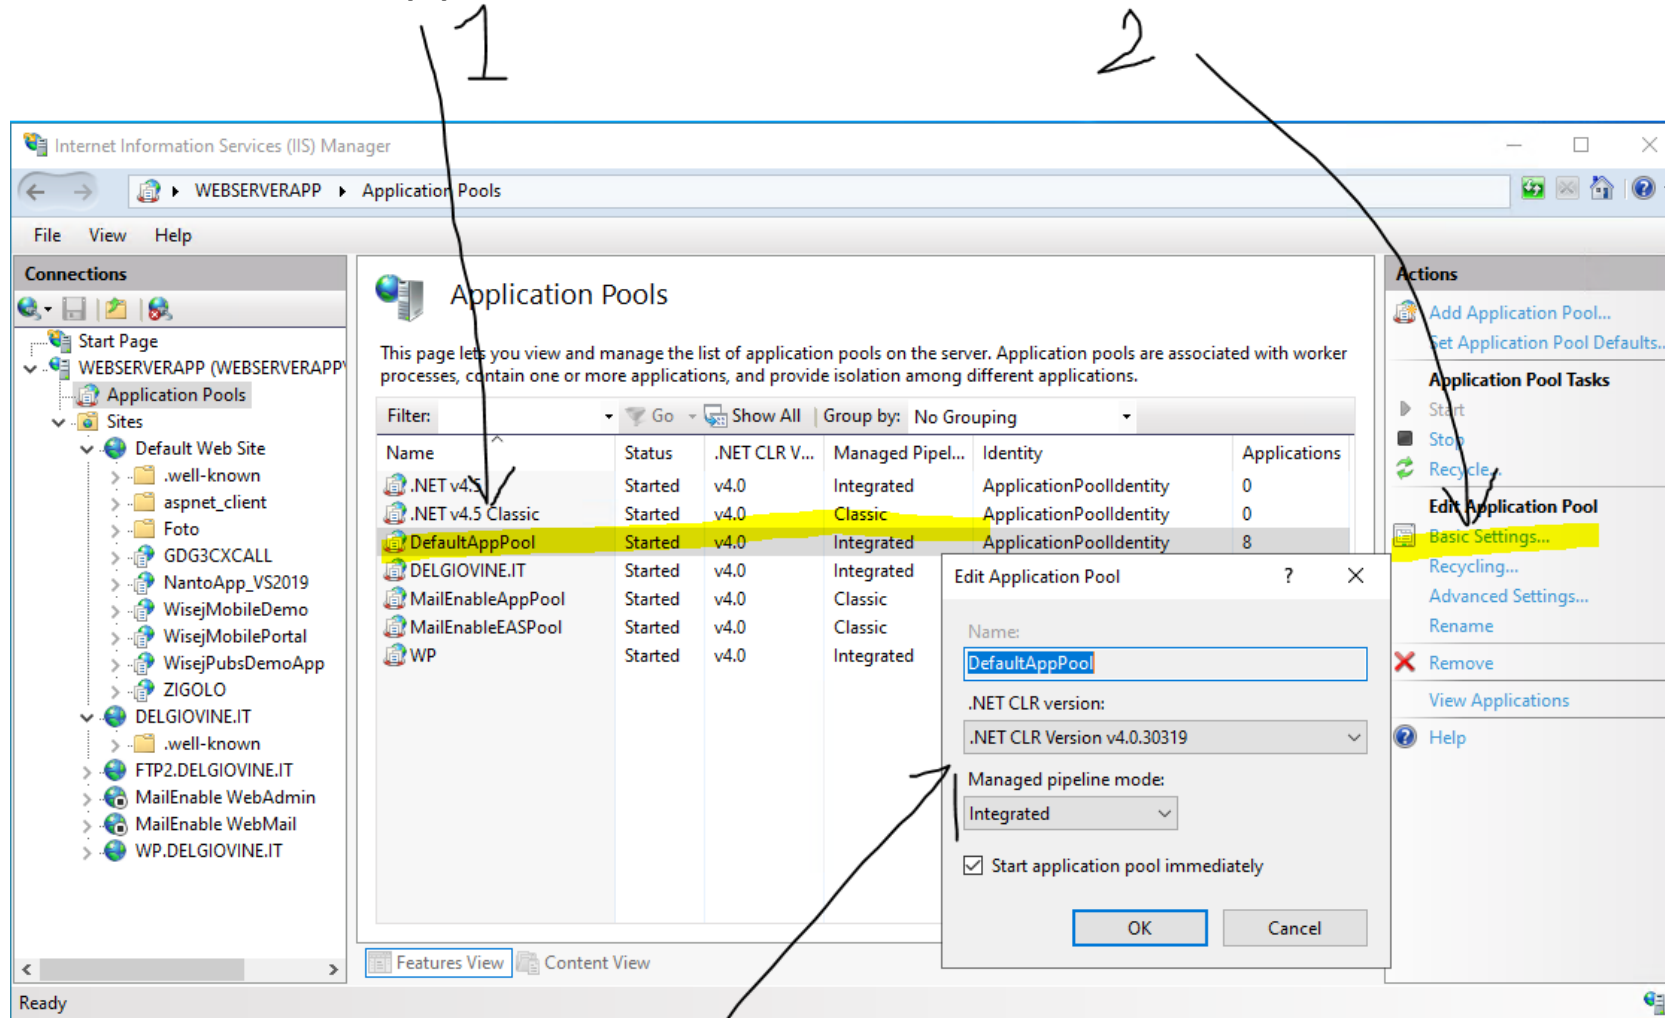 1
2
Internet Information Services (IIS) Manager
WEBSERVERAPP
Application Pools
File View Help
Connections
Start Page
WEBSERVERAPP (WEBSERVERAPP\
Application Pools
Sites
Default Web Site
.well-known
aspnet_client
Foto
GDG3CXCALL
NantoApp_VS2019
WisejMobileDemo
WisejMobilePortal
WisejPubsDemoApp
ZIGOLO
DELGIOVINE.IT
.well-known
FTP2.DELGIOVINE.IT
MailEnable WebAdmin
MailEnable WebMail
WP.DELGIOVINE.IT
Application Pools
This page lets you view and manage the list of application pools on the server. Application pools are associated with worker
processes, contain one or more applications, and provide isolation among different applications.
Filter: Go Show All Group by: No Grouping
Name Status .NET CLR V... Managed Pipel... Identity Applications
.NET v4.5 Started v4.0 Integrated ApplicationPoolIdentity 0
.NET v4.5 Classic Started v4.0 Classic ApplicationPoolIdentity 0
DefaultAppPool Started v4.0 Integrated ApplicationPoolIdentity 8
DELGIOVINE.IT Started v4.0 Integrated
MailEnableAppPool Started v4.0 Classic
MailEnableEASPool Started v4.0 Classic
WP Started v4.0 Integrated
Edit Application Pool ?
Name:
DefaultAppPool
.NET CLR version:
.NET CLR Version v4.0.30319
Managed pipeline mode:
Integrated
Start application pool immediately
OK Cancel
Features View Content View
Actions
Add Application Pool...
Set Application Pool Defaults..
Application Pool Tasks
Start
Stop
Recycle...
Edit Application Pool
Basic Settings...
Recycling...
Advanced Settings...
Rename
Remove
View Applications
Help
Ready